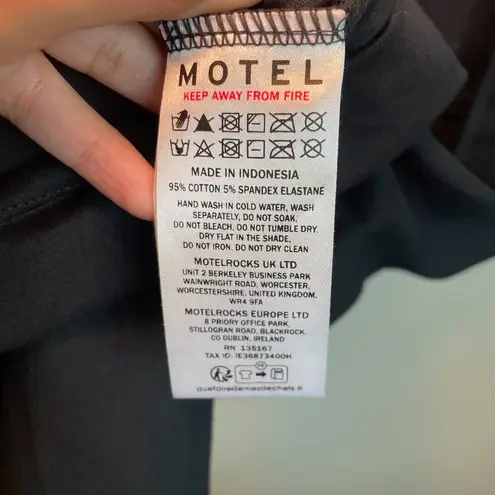 MOTEL
KEEP AWAY FROM FIRE
MADE IN INDONESIA
95% COTTON 5% SPANDEX ELASTANE
HAND WASH IN COLD WATER, WASH
SEPARATELY, DO NOT SOAK,
DO NOT BLEACH, DO NOT TUMBLE DRY.
DRY FLAT IN THE SHADE,
DO NOT IRON, DO NOT DRY CLEAN
MOTELROCKS UK LTD
UNIT 2 BERKELEY BUSINESS PARK
WAINWRIGHT ROAD, WORCESTER,
WORCESTERSHIRE, UNITED KINGDOM.
WR4 9FA
MOTELROCKS EUROPE LTD
8 PRIORY OFFICE PARK,
STILLOGRAN ROAD, BLACKROCK,
CO DUBLIN, IRELAND
RN 135167
TAX ID: IE3687340OH
quefairedemesdechets.fr